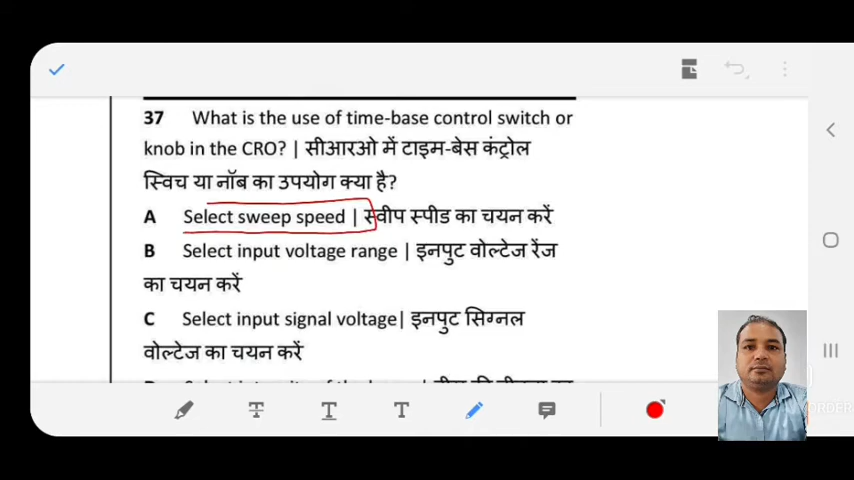 37 What is the use of time-base control switch or
knob in the CRO? | सीआरओ में टाइम-बेस कंट्रोल
स्विच या नॉब का उपयोग क्या है?
A Select sweep speed | स्वीप स्पीड का चयन करें
B Select input voltage range | इनपुट वोल्टेज रेंज
का चयन करें
C Select input signal voltage| इनपुट सिग्नल
वोल्टेज का चयन करें